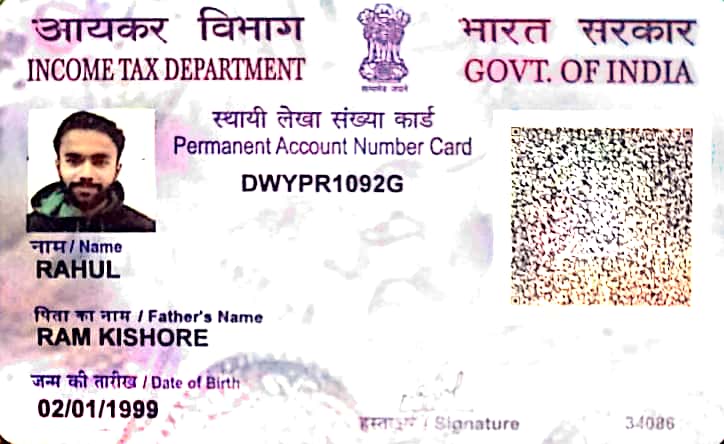 आयकर विभाग
INCOME TAX DEPARTMENT
सत्यमेव जयते
भारत सरकार
GOVT. OF INDIA
स्थायी लेखा संख्या कार्ड
Permanent Account Number Card
DWYPR1092G
नाम / Name
RAHUL
पिता का नाम / Father's Name
RAM KISHORE
जन्म की तारीख / Date of Birth
02/01/1999
हस्ताक्षर / Signature
34086